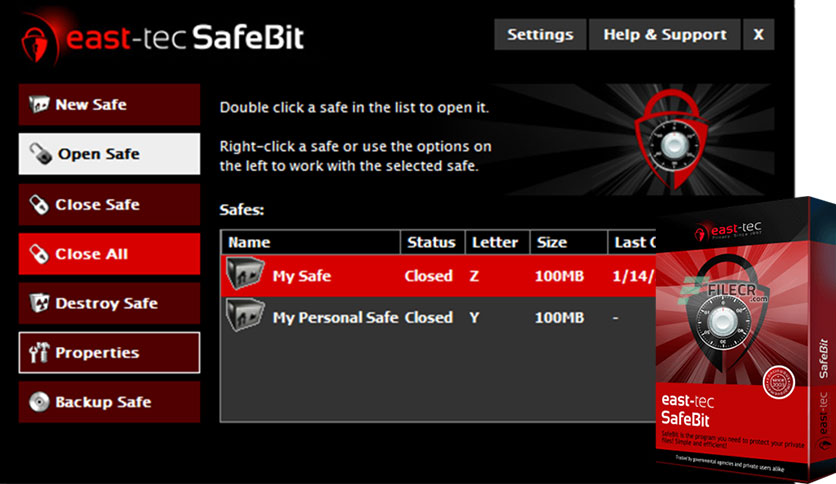 east-tec SafeBit
Settings
Help & Support
X
New Safe
Open Safe
Close Safe
Close All
Destroy Safe
Properties
Backup Safe
Double click a safe in the list to open it.
Right-click a safe or use the options on
the left to work with the selected safe.
Safes:
Name Status Letter Size Last
My Safe Closed Z 100MB 1/14/
My Personal Safe Closed Y 100MB -
east-tec
FILECR
.com
east-tec
SafeBit
SafeBit is the program you need to protect your private
files! Simple and efficient!
Trusted by governmental agencies and private users alike
east-tec SafeBit